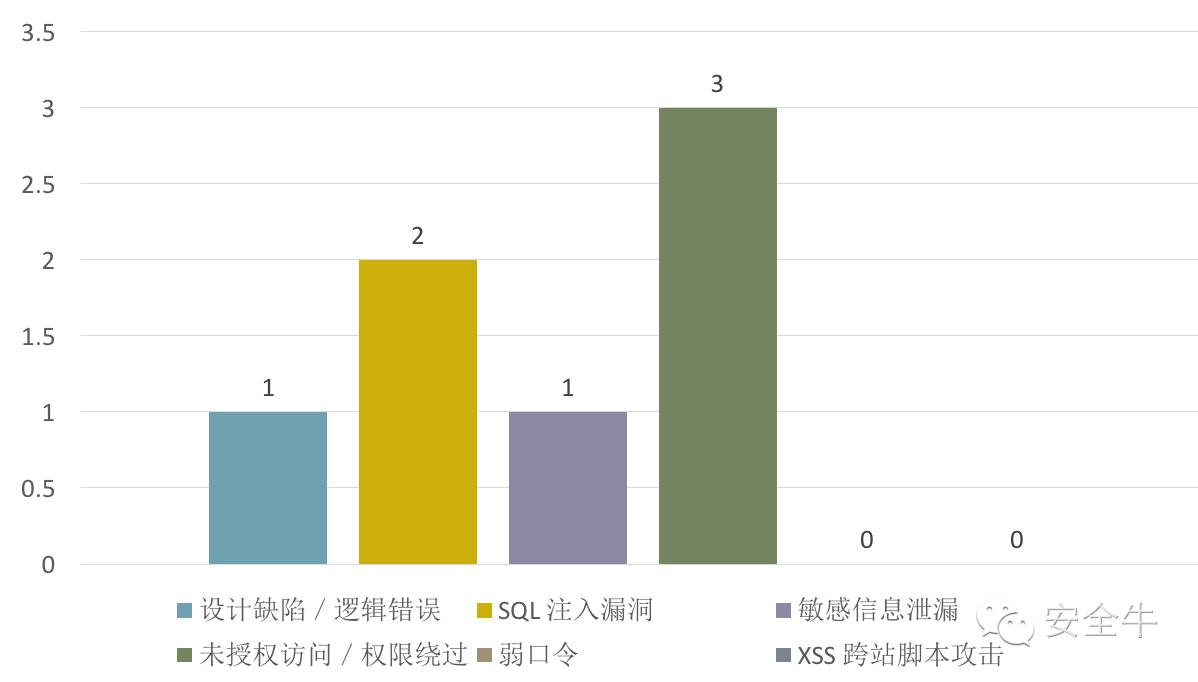 3.5
3
3
2.5
2
2
1.5
1
1
1
0.5
0
0
0
设计缺陷 / 逻辑错误
SQL 注入漏洞
敏感信息泄漏
未授权访问 / 权限绕过
弱口令
XSS 跨站脚本攻击
安全牛